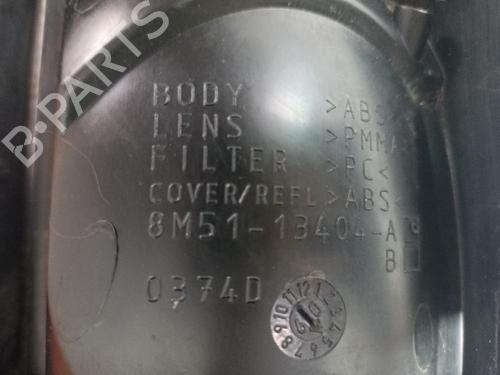 B-PARTS
BODY >ABS<
LENS >PMMA<
FILTER >PC<
COVER/REFL >ABS<
8M51-13404-A
B
0374D